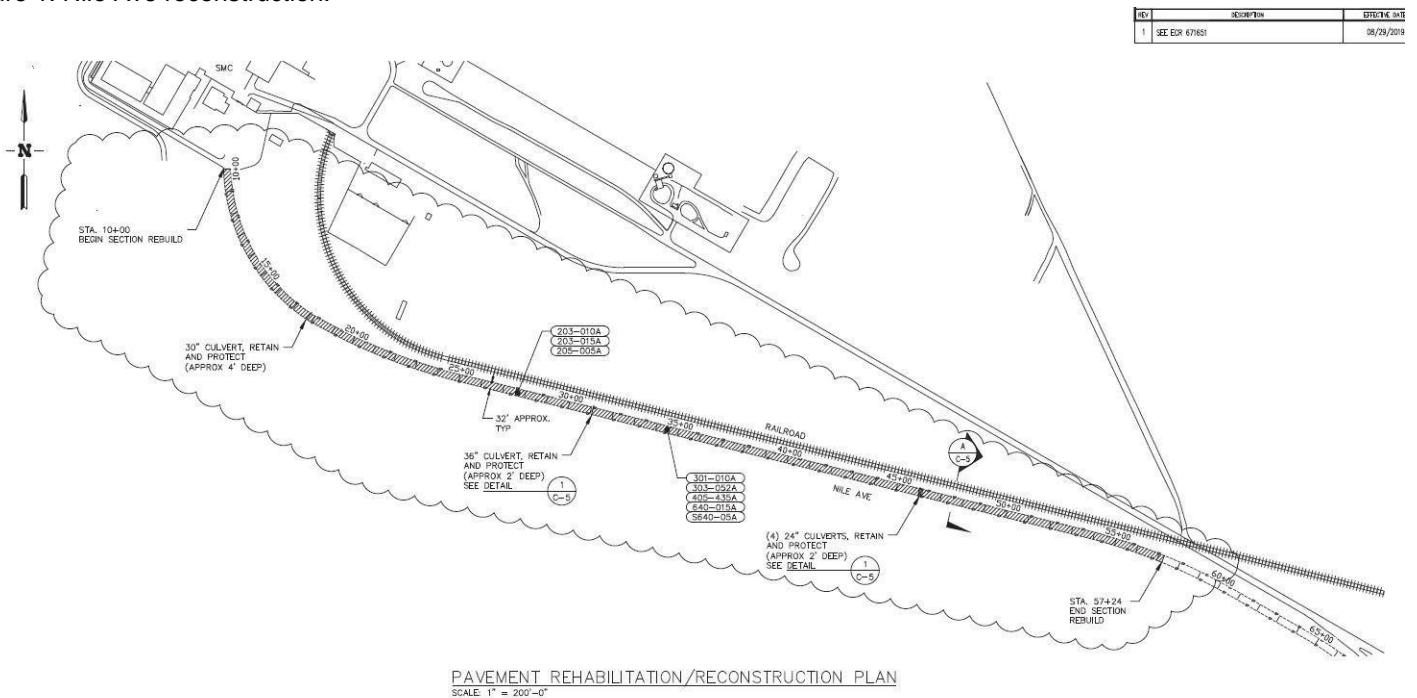 REV DESCRIPTION EFFECTIVE DATE
1 SEE ECR 671651 08/29/2019
SMC
N
10+00
STA. 10+00
BEGIN SECTION REBUILD
15+00
30" CULVERT, RETAIN
AND PROTECT
(APPROX 4' DEEP)
20+00
25+00
203-010A
203-015A
205-005A
30+00
32' APPROX.
TYP
36" CULVERT, RETAIN
AND PROTECT
(APPROX 2' DEEP)
SEE DETAIL
1
C-5
35+00
RAILROAD
40+00
301-010A
303-052A
405-435A
640-015A
S640-05A
NILE AVE
45+00
A
C-5
50+00
(4) 24" CULVERTS, RETAIN
AND PROTECT
(APPROX 2' DEEP)
SEE DETAIL
1
C-5
55+00
60+00
STA. 57+24
END SECTION
REBUILD
65+00
PAVEMENT REHABILITATION/RECONSTRUCTION PLAN
SCALE: 1" = 200'-0"